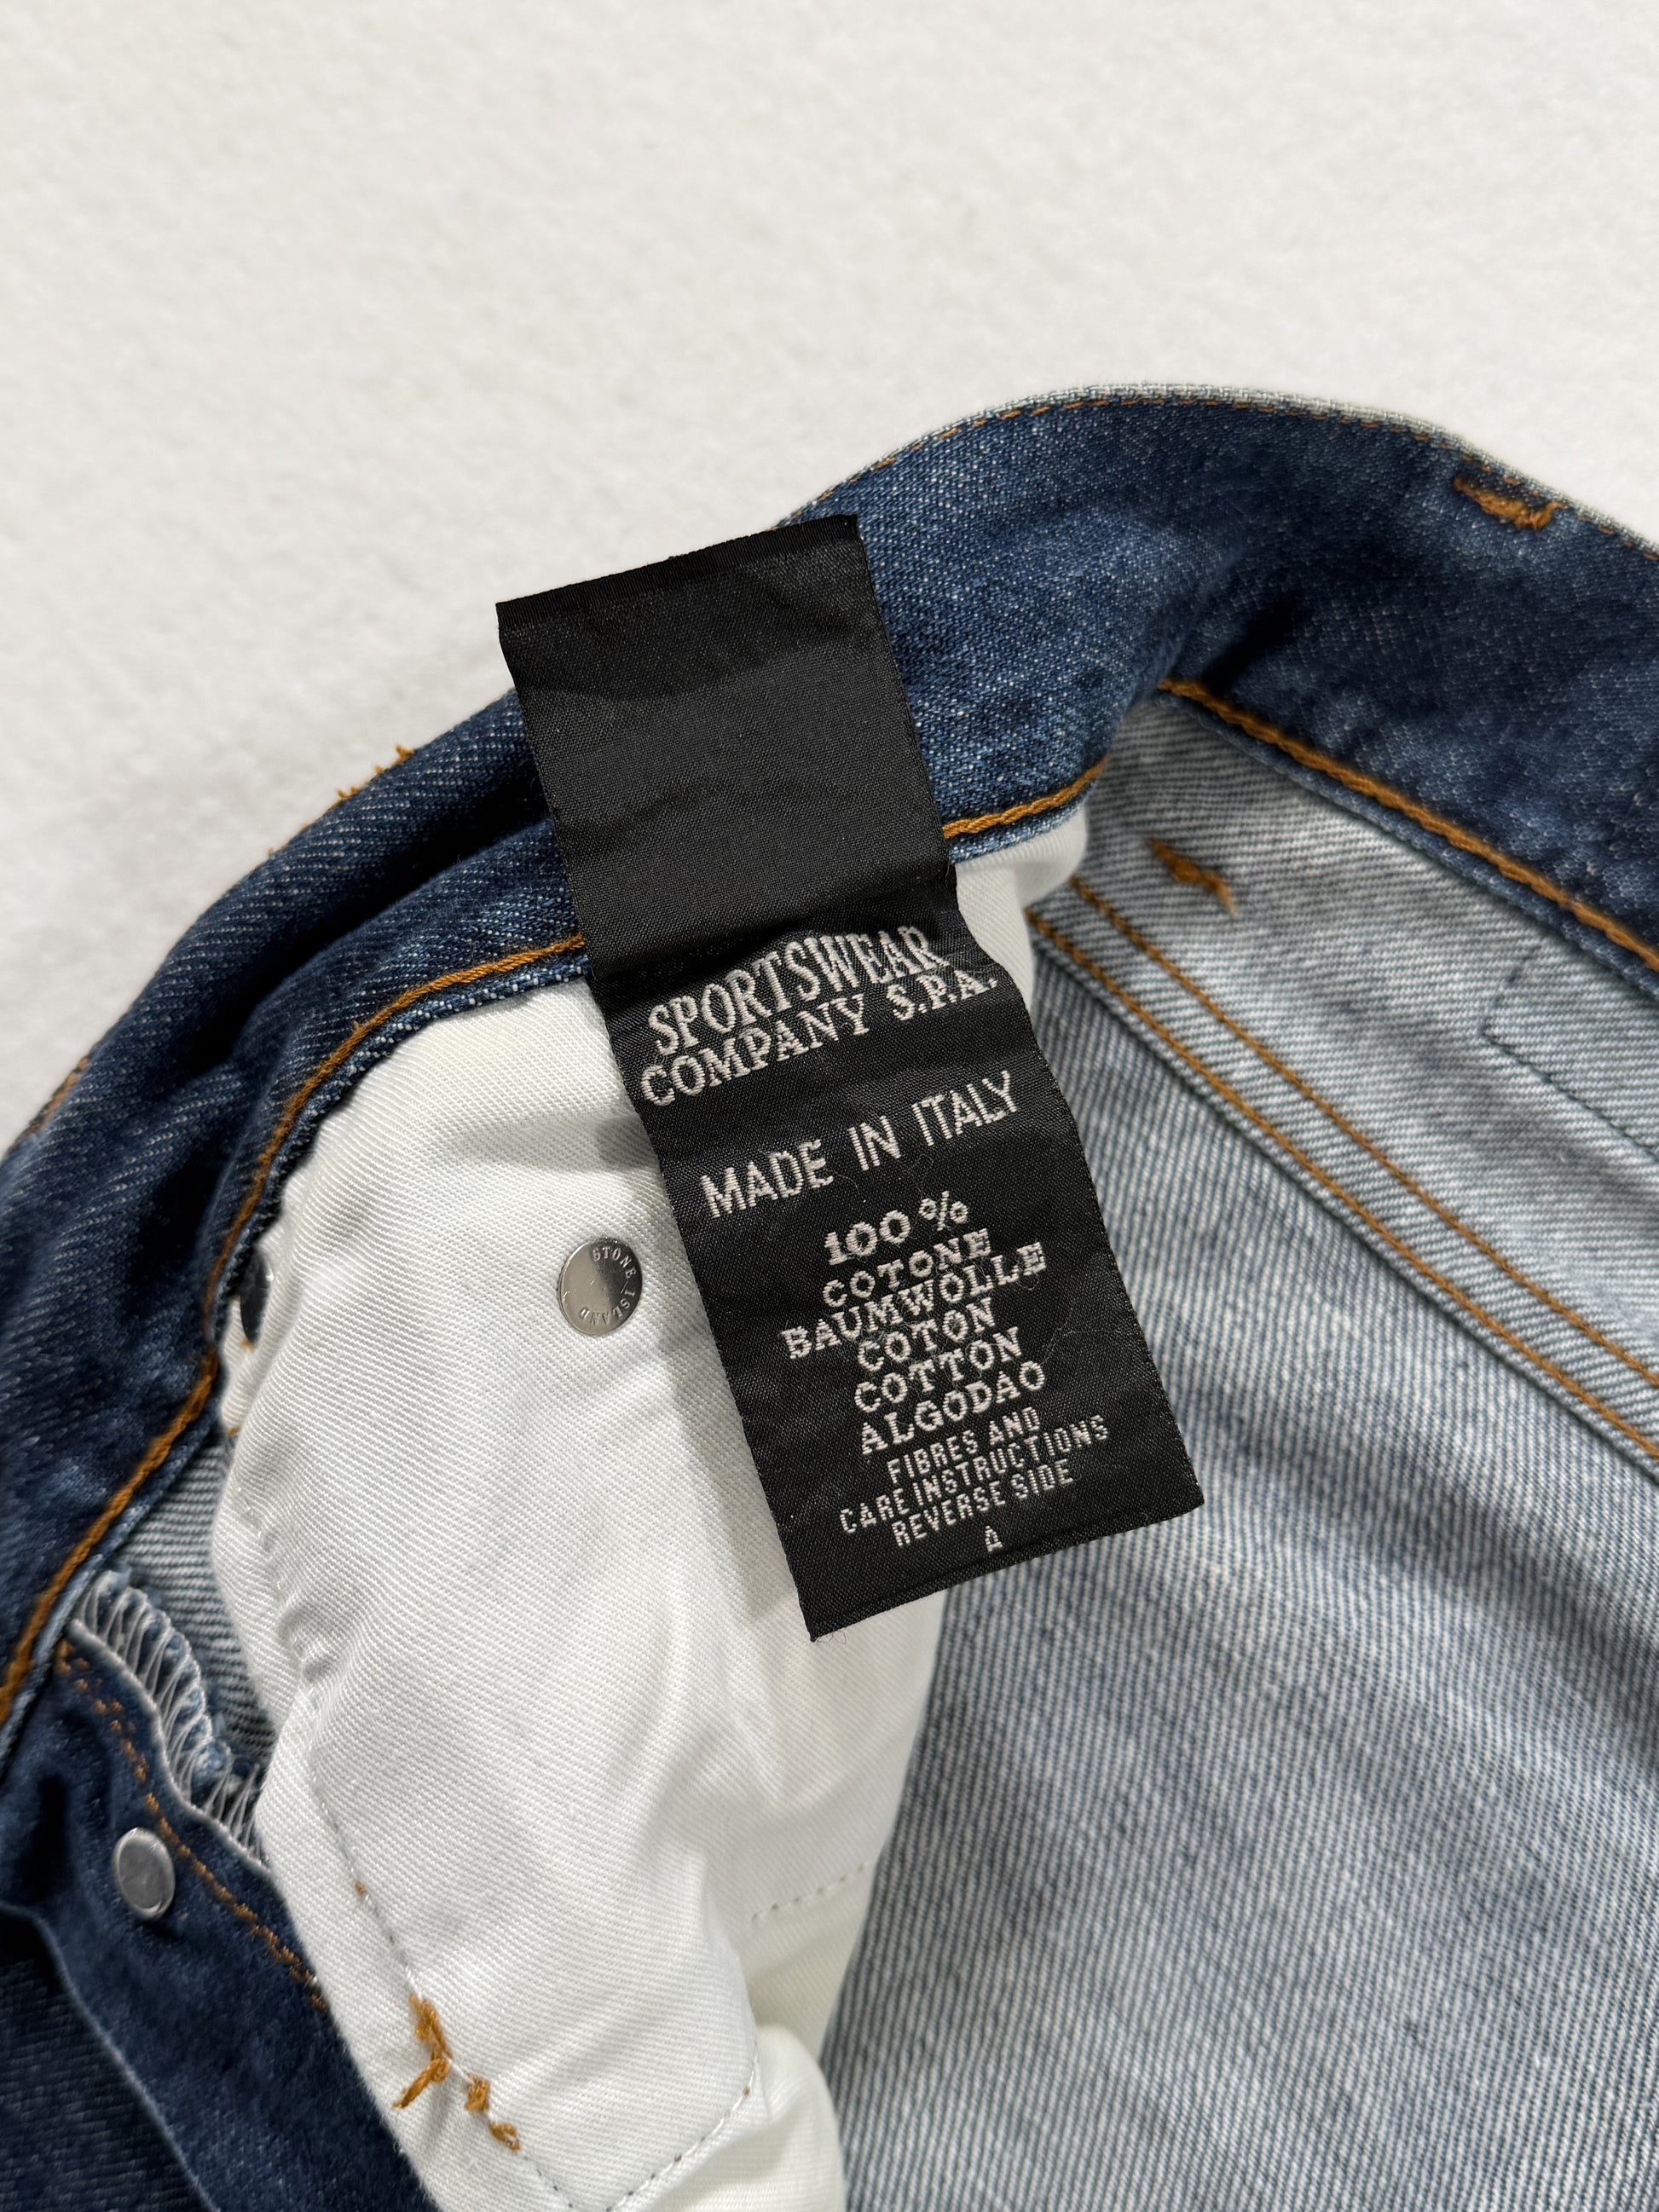 SPORTSWEAR
COMPANY S.P.A.
MADE IN ITALY
100%
COTONE
BAUMWOLLE
COTON
COTTON
ALGODAO
FIBRES AND
CARE INSTRUCTIONS
REVERSE SIDE
A
STONE ISLAND